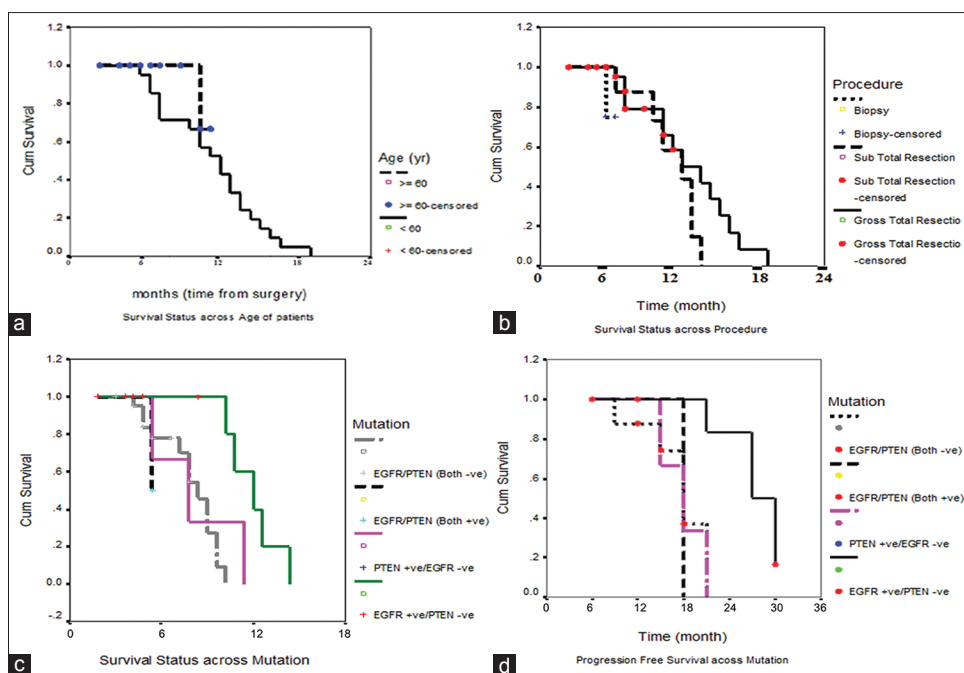 1.2
1.0
.8
.6
.4
.2
0.0
Cum Survival
0
6
12
18
24
months (time from surgery)
Survival Status across Age of patients
Age (yr)
>= 60
>= 60-censored
< 60
< 60-censored
a
1.2
1.0
.8
.6
.4
.2
0.0
Cum Survival
0
6
12
18
24
Time (month)
Survival Status across Procedure
Procedure
Biopsy
Biopsy-censored
Sub Total Resection
Sub Total Resection
-censored
Gross Total Resectio
Gross Total Resectio
-censored
b
1.2
1.0
.8
.6
.4
.2
0.0
-.2
Cum Survival
0
6
12
18
Survival Status across Mutation
Mutation
EGFR/PTEN (Both -ve)
EGFR/PTEN (Both +ve)
PTEN +ve/EGFR -ve
EGFR +ve/PTEN -ve
c
1.2
1.0
.8
.6
.4
.2
0.0
Cum Survival
0
6
12
18
24
30
36
Time (month)
Progression Free Survival acoss Mutation
Mutation
EGFR/PTEN (Both -ve)
EGFR/PTEN (Both +ve)
PTEN +ve/EGFR -ve
EGFR +ve/PTEN -ve
d